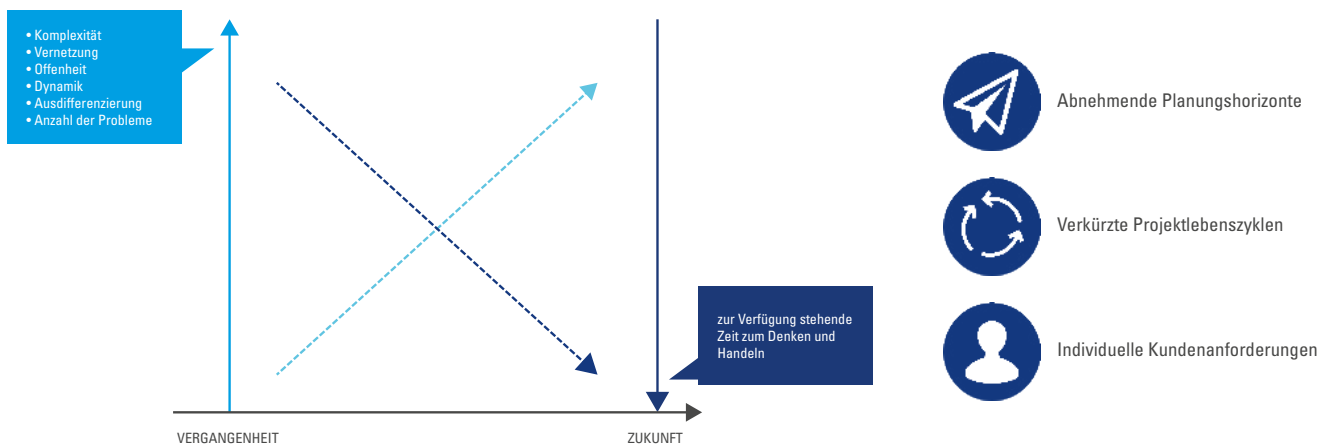 • Komplexität
• Vernetzung
• Offenheit
• Dynamik
• Ausdifferenzierung
• Anzahl der Probleme
zur Verfügung stehende
Zeit zum Denken und
Handeln
VERGANGENHEIT
ZUKUNFT
Abnehmende Planungshorizonte
Verkürzte Projektlebenszyklen
Individuelle Kundenanforderungen